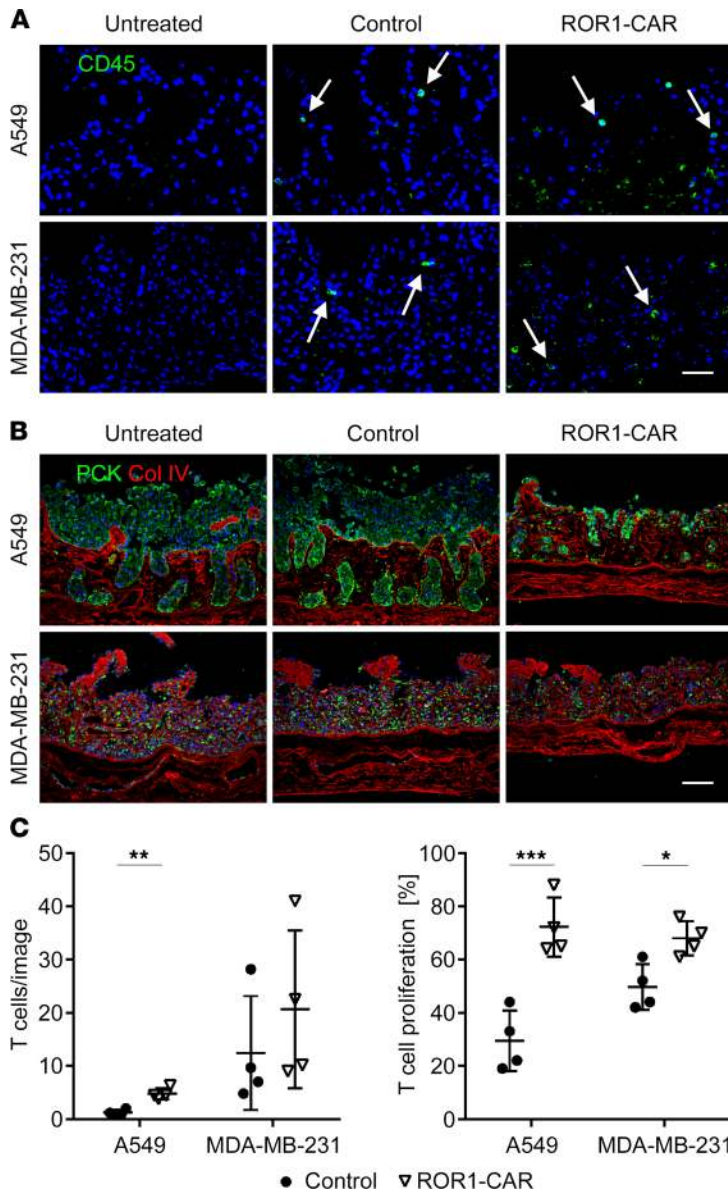 A
Untreated Control ROR1-CAR
CD45
A549
MDA-MB-231
B
Untreated Control ROR1-CAR
PCK Col IV
A549
MDA-MB-231
C
** *** *
T cells/image
50
40
30
20
10
0
A549 MDA-MB-231
T cell proliferation [%]
100
80
60
40
20
0
A549 MDA-MB-231
Control ROR1-CAR